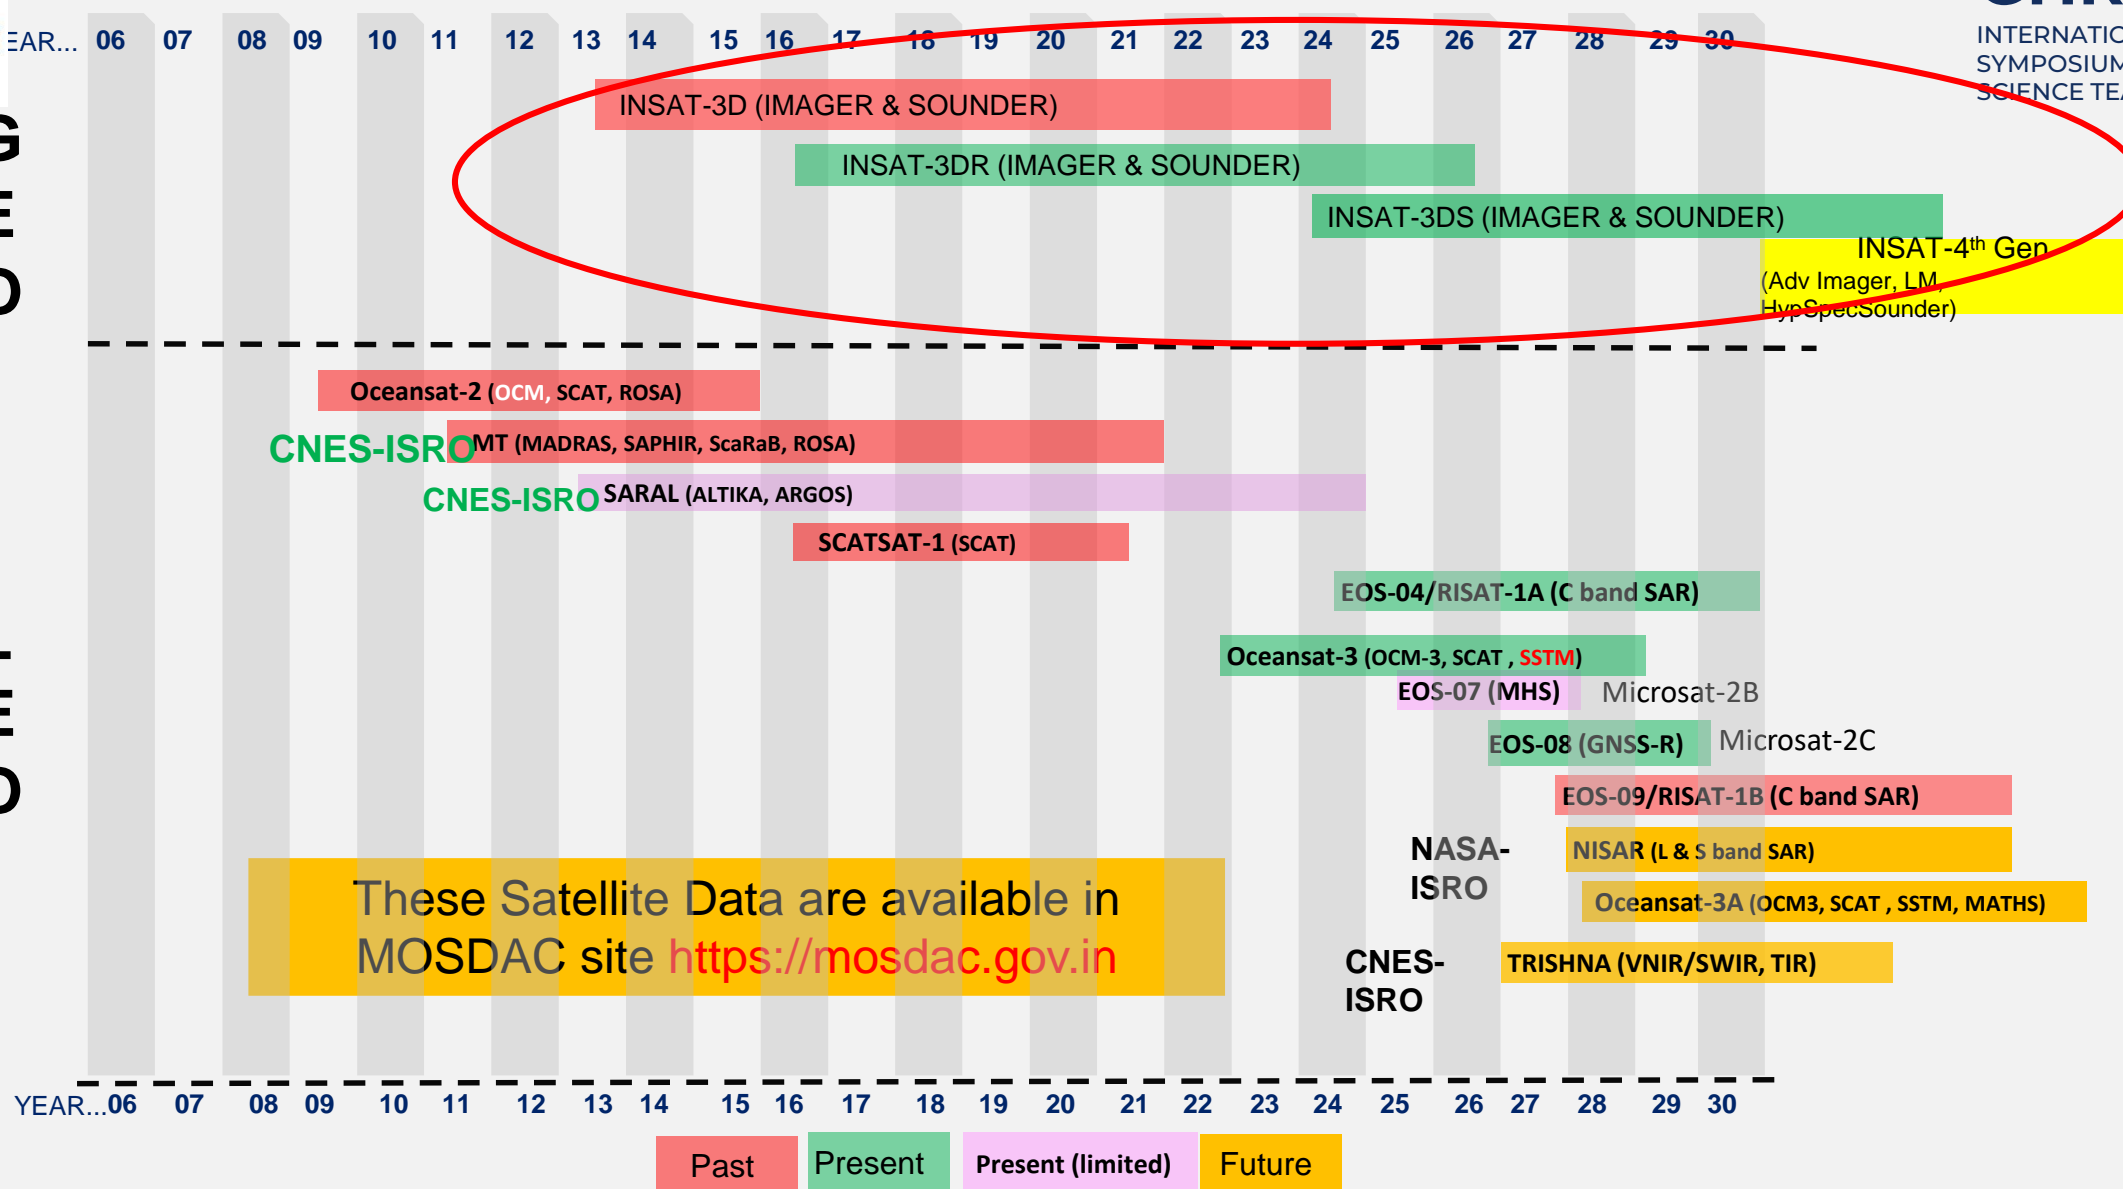 EAR... 06 07 08 09 10 11 12 13 14 15 16 17 18 19 20 21 22 23 24 25 26 27 28 29 30
INTERNATIO
SYMPOSIUM
SCIENCE TEA
G
E
O
INSAT-3D (IMAGER & SOUNDER)
INSAT-3DR (IMAGER & SOUNDER)
INSAT-3DS (IMAGER & SOUNDER)
INSAT-4th Gen
(Adv Imager, LM,
HypSpecSounder)
Oceansat-2 (OCM, SCAT, ROSA)
CNES-ISRO MT (MADRAS, SAPHIR, ScaRaB, ROSA)
CNES-ISRO SARAL (ALTIKA, ARGOS)
SCATSAT-1 (SCAT)
EOS-04/RISAT-1A (C band SAR)
Oceansat-3 (OCM-3, SCAT , SSTM)
EOS-07 (MHS) Microsat-2B
EOS-08 (GNSS-R) Microsat-2C
EOS-09/RISAT-1B (C band SAR)
E
O
NASA-
ISRO
NISAR (L & S band SAR)
Oceansat-3A (OCM3, SCAT , SSTM, MATHS)
CNES-
ISRO
TRISHNA (VNIR/SWIR, TIR)
These Satellite Data are available in
MOSDAC site https://mosdac.gov.in
YEAR...06 07 08 09 10 11 12 13 14 15 16 17 18 19 20 21 22 23 24 25 26 27 28 29 30
Past Present Present (limited) Future